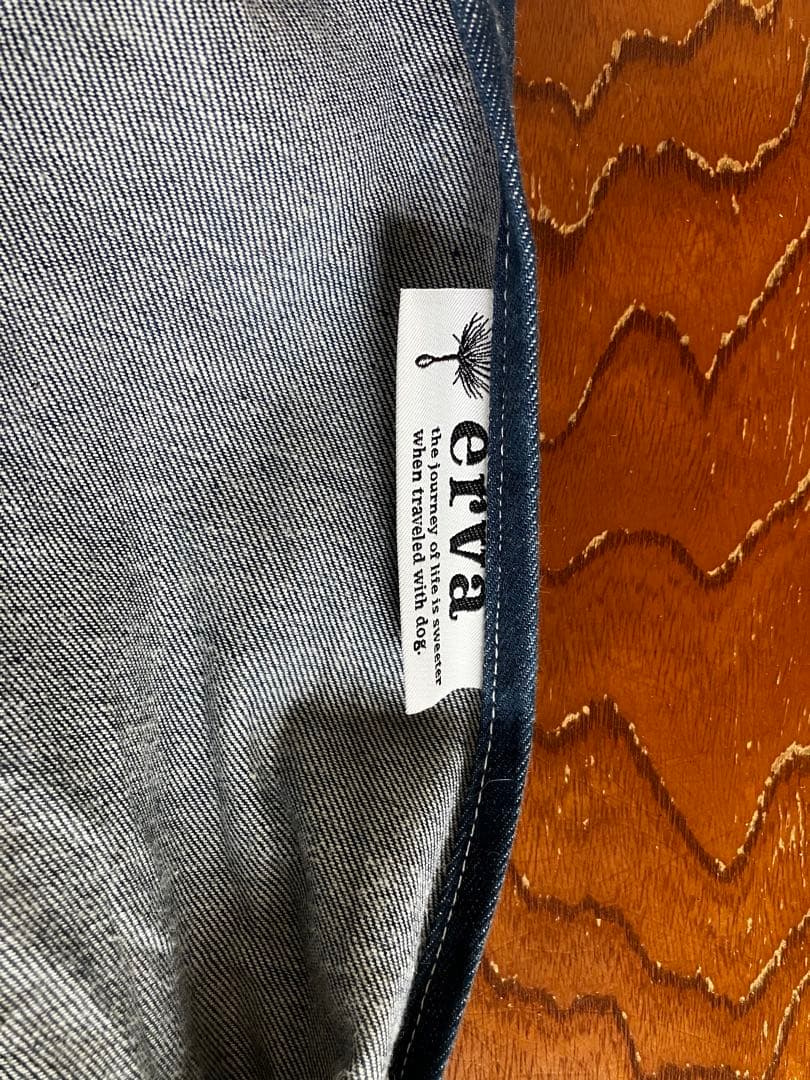 erva
the journey of life is sweeter
when traveled with dog.